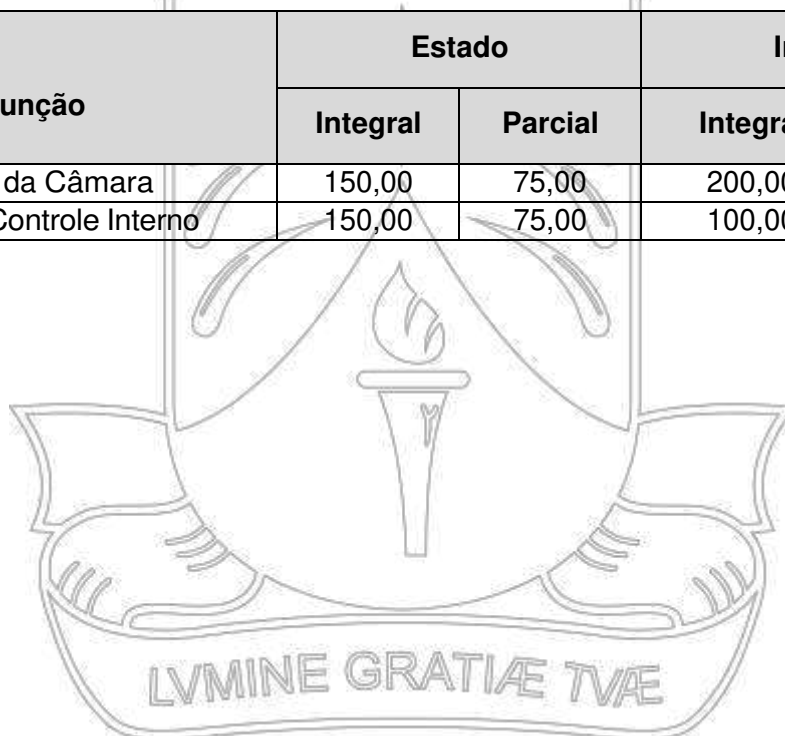 Estado I
unção
Integral Parcial Integra
da Câmara 150,00 75,00 200,00
Controle Interno 150,00 75,00 100,00
LVMINE GRATIÆ TVÆ